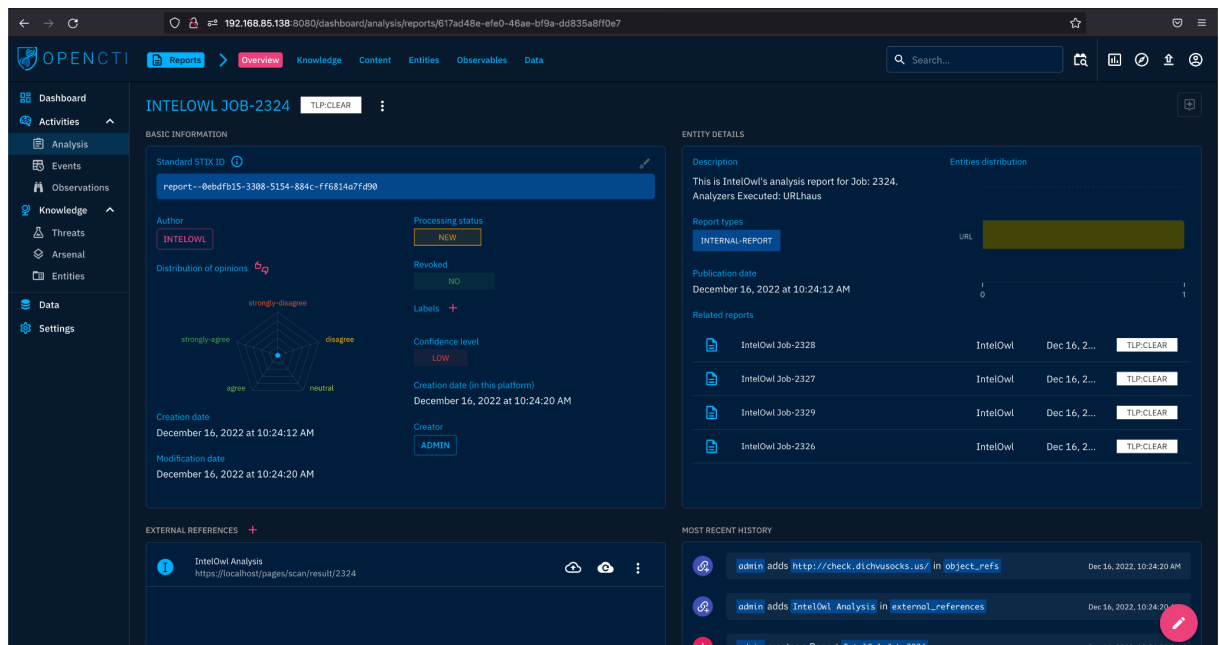 192.168.85.138:8080/dashboard/analysis/reports/617ad48e-efe0-46ae-bf9a-dd835a8ff0e7
OPENCTI
Reports
Overview
Knowledge
Content
Entities
Observables
Data
Search...
Dashboard
Activities
Analysis
Events
Observations
Knowledge
Threats
Arsenal
Entities
Data
Settings
INTELOWL JOB-2324
TLP:CLEAR
BASIC INFORMATION
Standard STIX ID
report--0ebdfb15-3308-5154-884c-ff6814a7fd90
Author
INTELOWL
Processing status
NEW
Distribution of opinions
Revoked
NO
strongly-disagree
strongly-agree
disagree
agree
neutral
Labels
Confidence level
LOW
Creation date (in this platform)
December 16, 2022 at 10:24:20 AM
Creation date
December 16, 2022 at 10:24:12 AM
Creator
ADMIN
Modification date
December 16, 2022 at 10:24:20 AM
ENTITY DETAILS
Description
This is IntelOwl's analysis report for Job: 2324.
Analyzers Executed: URLhaus
Entities distribution
URL
0
1
Report types
INTERNAL-REPORT
Publication date
December 16, 2022 at 10:24:12 AM
Related reports
IntelOwl Job-2328 IntelOwl Dec 16, 2... TLP:CLEAR
IntelOwl Job-2327 IntelOwl Dec 16, 2... TLP:CLEAR
IntelOwl Job-2329 IntelOwl Dec 16, 2... TLP:CLEAR
IntelOwl Job-2326 IntelOwl Dec 16, 2... TLP:CLEAR
EXTERNAL REFERENCES
I
IntelOwl Analysis
https://localhost/pages/scan/result/2324
MOST RECENT HISTORY
admin adds http://check.dichvusocks.us/ in object_refs Dec 16, 2022, 10:24:20 AM
admin adds IntelOwl Analysis in external_references Dec 16, 2022, 10:24:20